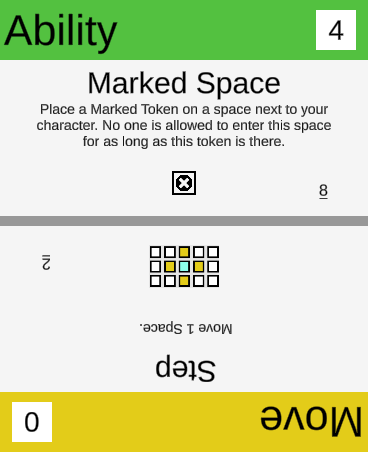 Ability 4
Marked Space
Place a Marked Token on a space next to your
character. No one is allowed to enter this space
for as long as this token is there.
8
Move 0
Step
Move 1 Space.
2